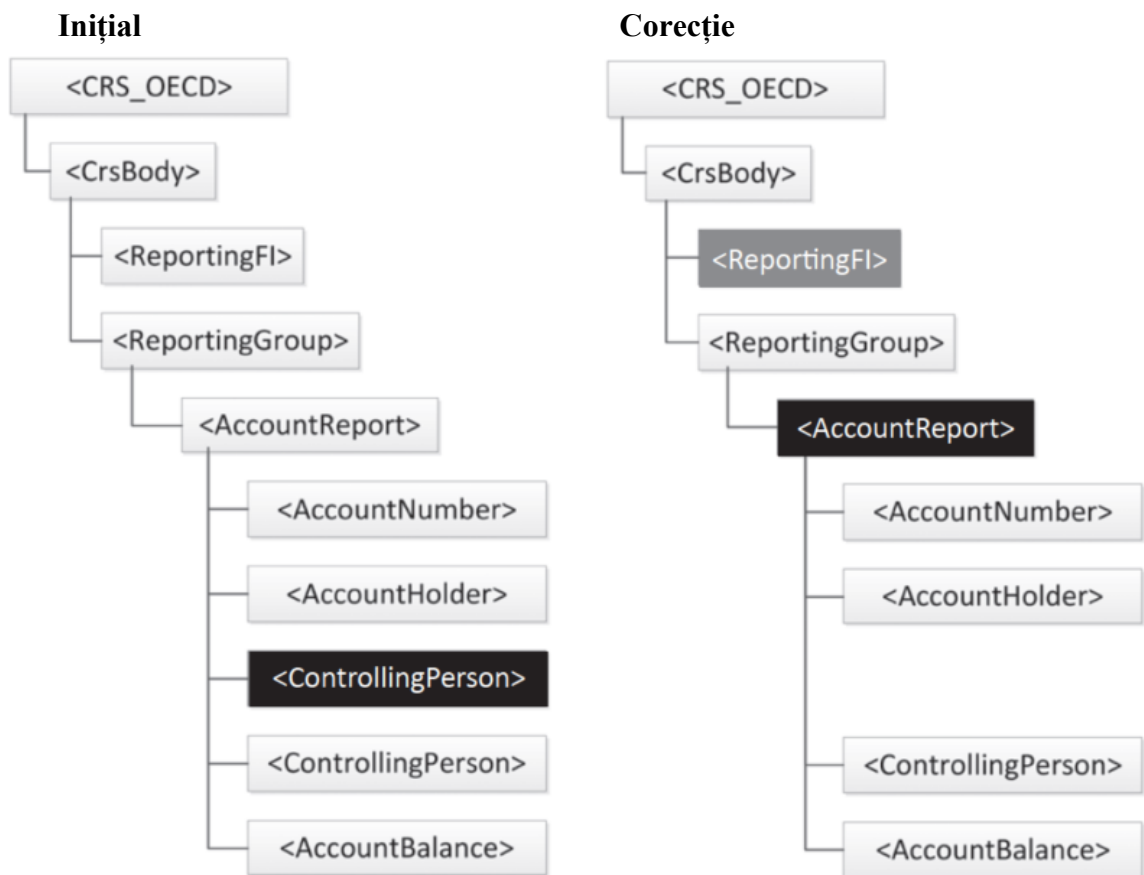 Inițial
<CRS_OECD>
<CrsBody>
<ReportingFI>
<ReportingGroup>
<AccountReport>
<AccountNumber>
<AccountHolder>
<ControllingPerson>
<ControllingPerson>
<AccountBalance>
Corecție
<CRS_OECD>
<CrsBody>
<ReportingFI>
<ReportingGroup>
<AccountReport>
<AccountNumber>
<AccountHolder>
<ControllingPerson>
<AccountBalance>